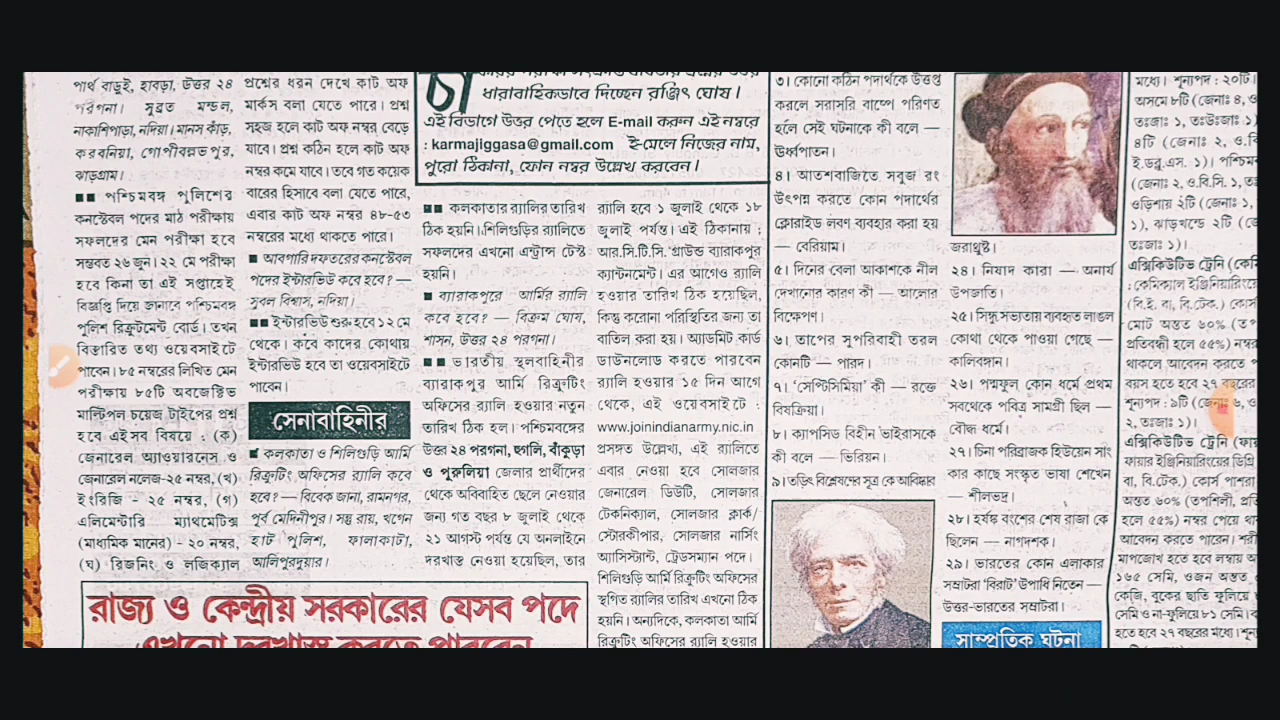 পার্থ বাড়ুই, হাবড়া, উত্তর ২৪
পরগনা। সুব্রত মন্ডল,
নাকাশিপাড়া, নদিয়া। মানস কাঁড়,
করবনিয়া, গোপীবল্লভপুর,
ঝাড়গ্রাম।
■■ পশ্চিমবঙ্গ পুলিশের
কনস্টেবল পদের মাঠ পরীক্ষায়
সফলদের মেন পরীক্ষা হবে
সম্ভবত ২৬ জুন। ২২ মে পরীক্ষা
হবে কিনা তা এই সপ্তাহেই
বিজ্ঞপ্তি দিয়ে জানাবে পশ্চিমবঙ্গ
পুলিশ রিক্রুটমেন্ট বোর্ড। তখন
বিস্তারিত তথ্য ওয়েবসাইটে
পাবেন। ৮৫ নম্বরের লিখিত মেন
পরীক্ষায় ৮৫টি অবজেক্টিভ
মাল্টিপল চয়েজ টাইপের প্রশ্ন
হবে এইসব বিষয়ে : (ক)
জেনারেল অ্যাওয়ারনেস ও
জেনারেল নলেজ-২৫ নম্বর, (খ)
ইংরিজি - ২৫ নম্বর, (গ)
এলিমেন্টারি ম্যাথমেটিক্স
(মাধ্যমিক মানের) - ২০ নম্বর,
(ঘ) রিজনিং ও লজিক্যাল
প্রশ্নের ধরন দেখে কাট অফ
মার্কস বলা যেতে পারে। প্রশ্ন
সহজ হলে কাট অফ নম্বর বেড়ে
যাবে। প্রশ্ন কঠিন হলে কাট অফ
নম্বর কমে যাবে। তবে গত কয়েক
বারের হিসাবে বলা যেতে পারে,
এবার কাট অফ নম্বর ৪৮-৫৩
নম্বরের মধ্যে থাকতে পারে।
■ আবগারি দফতরের কনস্টেবল
পদের ইন্টারভিউ কবে হবে? —
সুবল বিশ্বাস, নদিয়া।
■■ ইন্টারভিউ শুরু হবে ১২ মে
থেকে। কবে কাদের কোথায়
ইন্টারভিউ হবে তা ওয়েবসাইটে
পাবেন।
সেনাবাহিনীর
■ কলকাতা ও শিলিগুড়ি আর্মি
রিক্রুটিং অফিসের র‍্যালি কবে
হবে? — বিবেক জানা, রামনগর,
পূর্ব মেদিনীপুর। সন্তু রায়, খগেন
হাট পুলিশ, ফালাকাটা,
আলিপুরদুয়ার।
রাজ্য ও কেন্দ্রীয় সরকারের যেসব পদে
এখনো দরখাস্ত করতে পারবেন
চা
ধারাবাহিকভাবে দিচ্ছেন রঞ্জিৎ ঘোষ।
এই বিভাগে উত্তর পেতে হলে E-mail করুন এই নম্বরে
: karmajiggasa@gmail.com ই-মেলে নিজের নাম,
পুরো ঠিকানা, ফোন নম্বর উল্লেখ করবেন।
■■ কলকাতার র‍্যালির তারিখ
ঠিক হয়নি। শিলিগুড়ির র‍্যালিতে
সফলদের এখনো এন্ট্রান্স টেস্ট
হয়নি।
■ ব্যারাকপুরে আর্মির র‍্যালি
কবে হবে? — বিক্রম ঘোষ,
শাসন, উত্তর ২৪ পরগনা।
■■ ভারতীয় স্থলবাহিনীর
ব্যারাকপুর আর্মি রিক্রুটিং
অফিসের র‍্যালি হওয়ার নতুন
তারিখ ঠিক হল। পশ্চিমবঙ্গের
উত্তর ২৪ পরগনা, হুগলি, বাঁকুড়া
ও পুরুলিয়া জেলার প্রার্থীদের
থেকে অবিবাহিত ছেলে নেওয়ার
জন্য গত বছর ৮ জুলাই থেকে
২১ আগস্ট পর্যন্ত যে অনলাইনে
দরখাস্ত নেওয়া হয়েছিল, তার
র‍্যালি হবে ১ জুলাই থেকে ১৮
জুলাই পর্যন্ত। এই ঠিকানায় :
আর.সি.টি.সি. গ্রাউন্ড ব্যারাকপুর
ক্যান্টনমেন্ট। এর আগেও র‍্যালি
হওয়ার তারিখ ঠিক হয়েছিল,
কিন্তু করোনা পরিস্থিতির জন্য তা
বাতিল করা হয়। অ্যাডমিট কার্ড
ডাউনলোড করতে পারবেন
র‍্যালি হওয়ার ১৫ দিন আগে
থেকে, এই ওয়েবসাইটে :
www.joinindianarmy.nic.in
প্রসঙ্গত উল্লেখ্য, এই র‍্যালিতে
এবার নেওয়া হবে সোলজার
জেনারেল ডিউটি, সোলজার
টেকনিক্যাল, সোলজার ক্লার্ক/
স্টোরকীপার, সোলজার নার্সিং
অ্যাসিস্ট্যান্ট, ট্রেডসম্যান পদে।
শিলিগুড়ি আর্মি রিক্রুটিং অফিসের
স্থগিত র‍্যালির তারিখ এখনো ঠিক
হয়নি। অন্যদিকে, কলকাতা আর্মি
রিক্রুটিং অফিসের র‍্যালি হওয়ার
৩। কোনো কঠিন পদার্থকে উত্তপ্ত
করলে সরাসরি বাষ্পে পরিণত
হলে সেই ঘটনাকে কী বলে —
ঊর্ধ্বপাতন।
৪। আতশবাজিতে সবুজ রং
উৎপন্ন করতে কোন পদার্থের
ক্লোরাইড লবণ ব্যবহার করা হয়
— বেরিয়াম।
৫। দিনের বেলা আকাশকে নীল
দেখানোর কারণ কী — আলোর
বিক্ষেপণ।
৬। তাপের সুপরিবাহী তরল
কোনটি — পারদ।
৭। 'সেপ্টিসিমিয়া' কী — রক্তে
বিষক্রিয়া।
৮। ক্যাপসিড বিহীন ভাইরাসকে
কী বলে — ভিরিয়ন।
৯। তড়িৎ বিশ্লেষণের সূত্র কে আবিষ্কার
জরাথ্রুষ্ট।
২৪। নিষাদ কারা — অনার্য
উপজাতি।
২৫। সিন্ধু সভ্যতায় ব্যবহৃত লাঙল
কোথা থেকে পাওয়া গেছে —
কালিবঙ্গান।
২৬। পদ্মফুল কোন ধর্মে প্রথম
সবথেকে পবিত্র সামগ্রী ছিল —
বৌদ্ধ ধর্মে।
২৭। চিনা পরিব্রাজক হিউয়েন সাং
কার কাছে সংস্কৃত ভাষা শেখেন
— শীলভদ্র।
২৮। হর্যঙ্ক বংশের শেষ রাজা কে
ছিলেন — নাগদশক।
২৯। ভারতের কোন এলাকার
সম্রাটরা 'বিরাট' উপাধি নিতেন —
উত্তর-ভারতের সম্রাটরা।
সাম্প্রতিক ঘটনা
মধ্যে। শূন্যপদ : ২০টি।
অসমে ৮টি (জেনাঃ ৪, ও
তঃজাঃ ১, তঃউঃজাঃ ১)
৪টি (জেনাঃ ২, ও.বি
ই.ডব্লু.এস. ১)। পশ্চিম
(জেনাঃ ২, ও.বি.সি. ১, ত
ওড়িশায় ২টি (জেনাঃ ১,
১), ঝাড়খন্ডে ২টি (জে
তঃজাঃ ১)।
এক্সিকিউটিভ ট্রেনি (কেমি
: কেমিক্যাল ইঞ্জিনিয়ারিং
(বি.ই. বা, বি.টেক.) কোর্স
মোট অন্তত ৬০% (তপ
প্রতিবন্ধী হলে ৫৫%) নম্বর
থাকলে আবেদন করতে প
বয়স হতে হবে ২৭ বছরের
শূন্যপদ : ৯টি (জেনাঃ ৬, ও
২, তঃজাঃ ১)।
এক্সিকিউটিভ ট্রেনি (ফায়
ফায়ার ইঞ্জিনিয়ারিংয়ের ডিগ্রি
বা, বি.টেক.) কোর্স পাশরা
অন্তত ৬০% (তপশিলী, প্রতি
হলে ৫৫%) নম্বর পেয়ে থা
আবেদন করতে পারেন। শরী
মাপজোখ হতে হবে লম্বায় অ
১৬৫ সেমি, ওজন অন্তত
কেজি, বুকের ছাতি ফুলিয়ে
সেমি ও না-ফুলিয়ে ৮১ সেমি। ব
হতে হবে ২৭ বছরের মধ্যে। শূন্